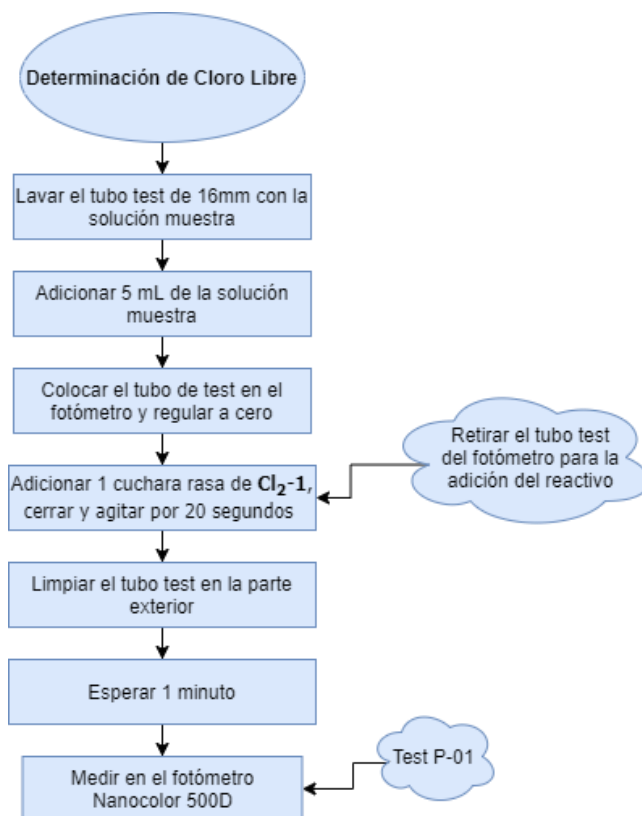 Determinación de Cloro Libre
Lavar el tubo test de 16mm con la
solución muestra
Adicionar 5 mL de la solución
muestra
Colocar el tubo de test en el
fotómetro y regular a cero
Retirar el tubo test
del fotómetro para la
adición del reactivo
Adicionar 1 cuchara rasa de Cl₂-1,
cerrar y agitar por 20 segundos
Limpiar el tubo test en la parte
exterior
Esperar 1 minuto
Test P-01
Medir en el fotómetro
Nanocolor 500D